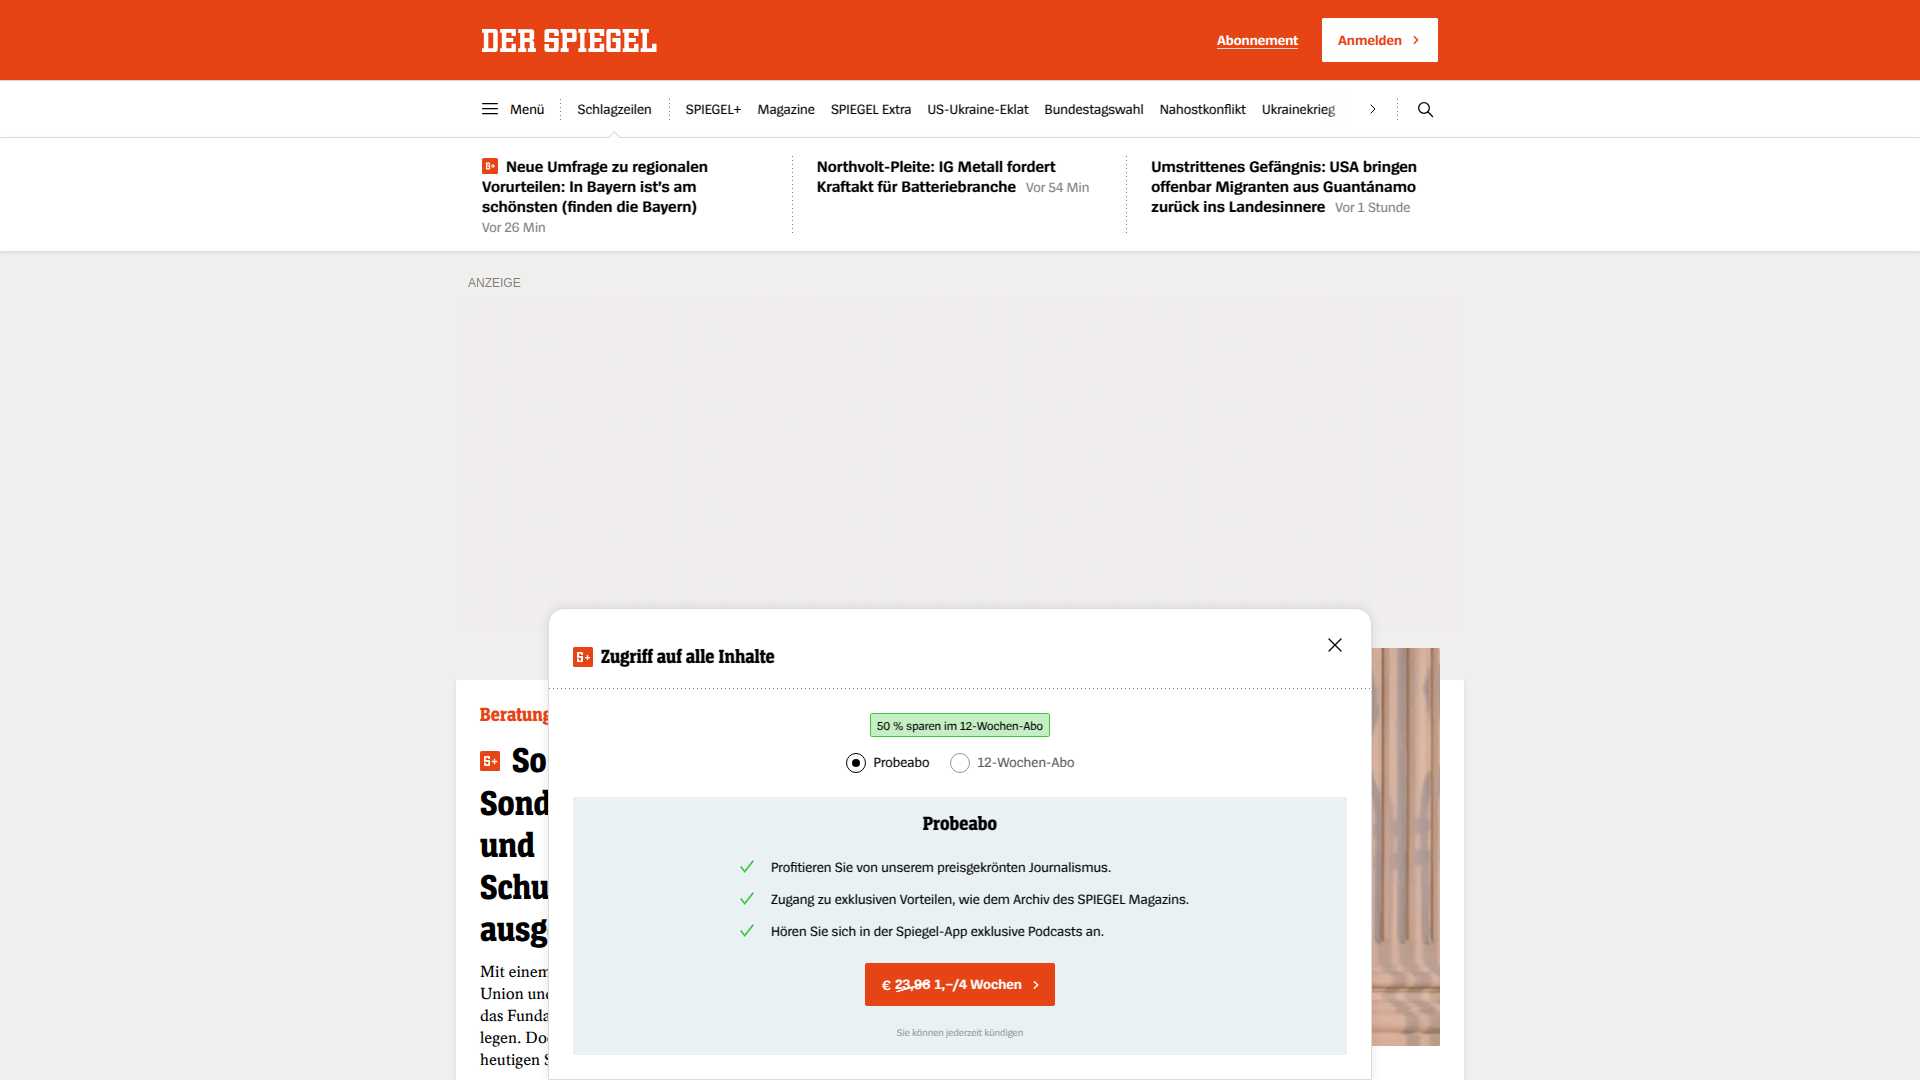 DER SPIEGEL
Abonnement
Anmelden
Menü
Schlagzeilen
SPIEGEL+
Magazine
SPIEGEL Extra
US-Ukraine-Eklat
Bundestagswahl
Nahostkonflikt
Ukrainekrieg
Neue Umfrage zu regionalen
Vorurteilen: In Bayern ist's am
schönsten (finden die Bayern)
Vor 26 Min
Northvolt-Pleite: IG Metall fordert
Kraftakt für Batteriebranche Vor 54 Min
Umstrittenes Gefängnis: USA bringen
offenbar Migranten aus Guantánamo
zurück ins Landesinnere Vor 1 Stunde
ANZEIGE
Zugriff auf alle Inhalte
50 % sparen im 12-Wochen-Abo
Probeabo
12-Wochen-Abo
Probeabo
Profitieren Sie von unserem preisgekrönten Journalismus.
Zugang zu exklusiven Vorteilen, wie dem Archiv des SPIEGEL Magazins.
Hören Sie sich in der Spiegel-App exklusive Podcasts an.
€ 23,96 1,–/4 Wochen
Sie können jederzeit kündigen
Beratung
So
Sond
und
Schu
ausg
Mit einem
Union und
das Funda
legen. Do
heutigen S